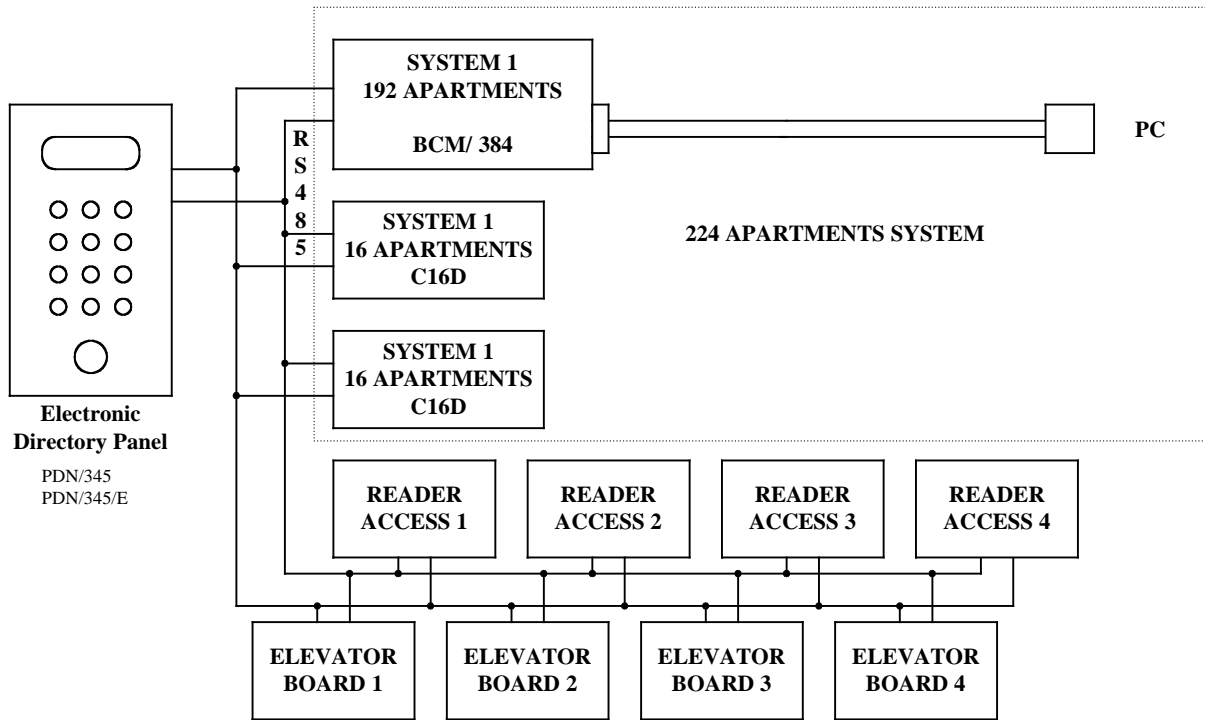 SYSTEM 1
192 APARTMENTS
BCM/ 384
PC
R
S
4
8
5
SYSTEM 1
16 APARTMENTS
C16D
224 APARTMENTS SYSTEM
SYSTEM 1
16 APARTMENTS
C16D
Electronic
Directory Panel
PDN/345
PDN/345/E
READER
ACCESS 1
READER
ACCESS 2
READER
ACCESS 3
READER
ACCESS 4
ELEVATOR
BOARD 1
ELEVATOR
BOARD 2
ELEVATOR
BOARD 3
ELEVATOR
BOARD 4